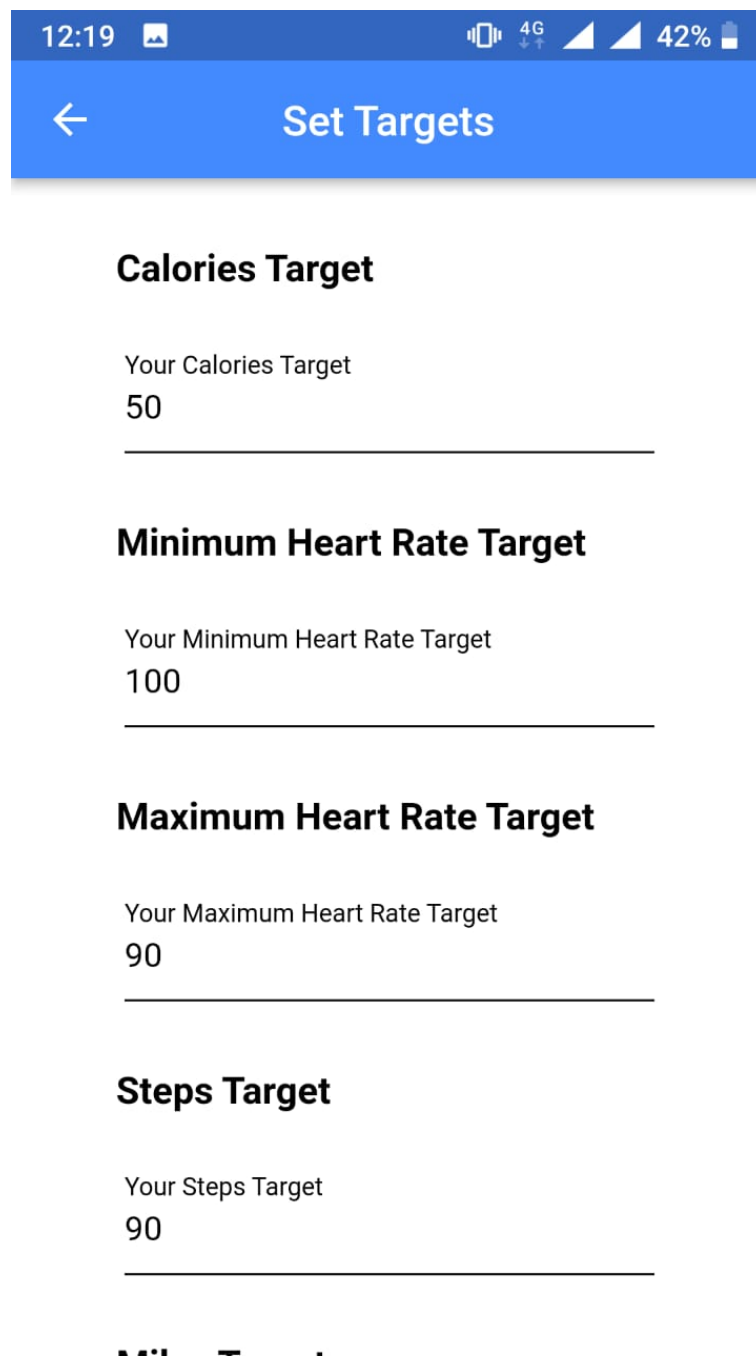 12:19 4G 42%
Set Targets
Calories Target
Your Calories Target
50
Minimum Heart Rate Target
Your Minimum Heart Rate Target
100
Maximum Heart Rate Target
Your Maximum Heart Rate Target
90
Steps Target
Your Steps Target
90